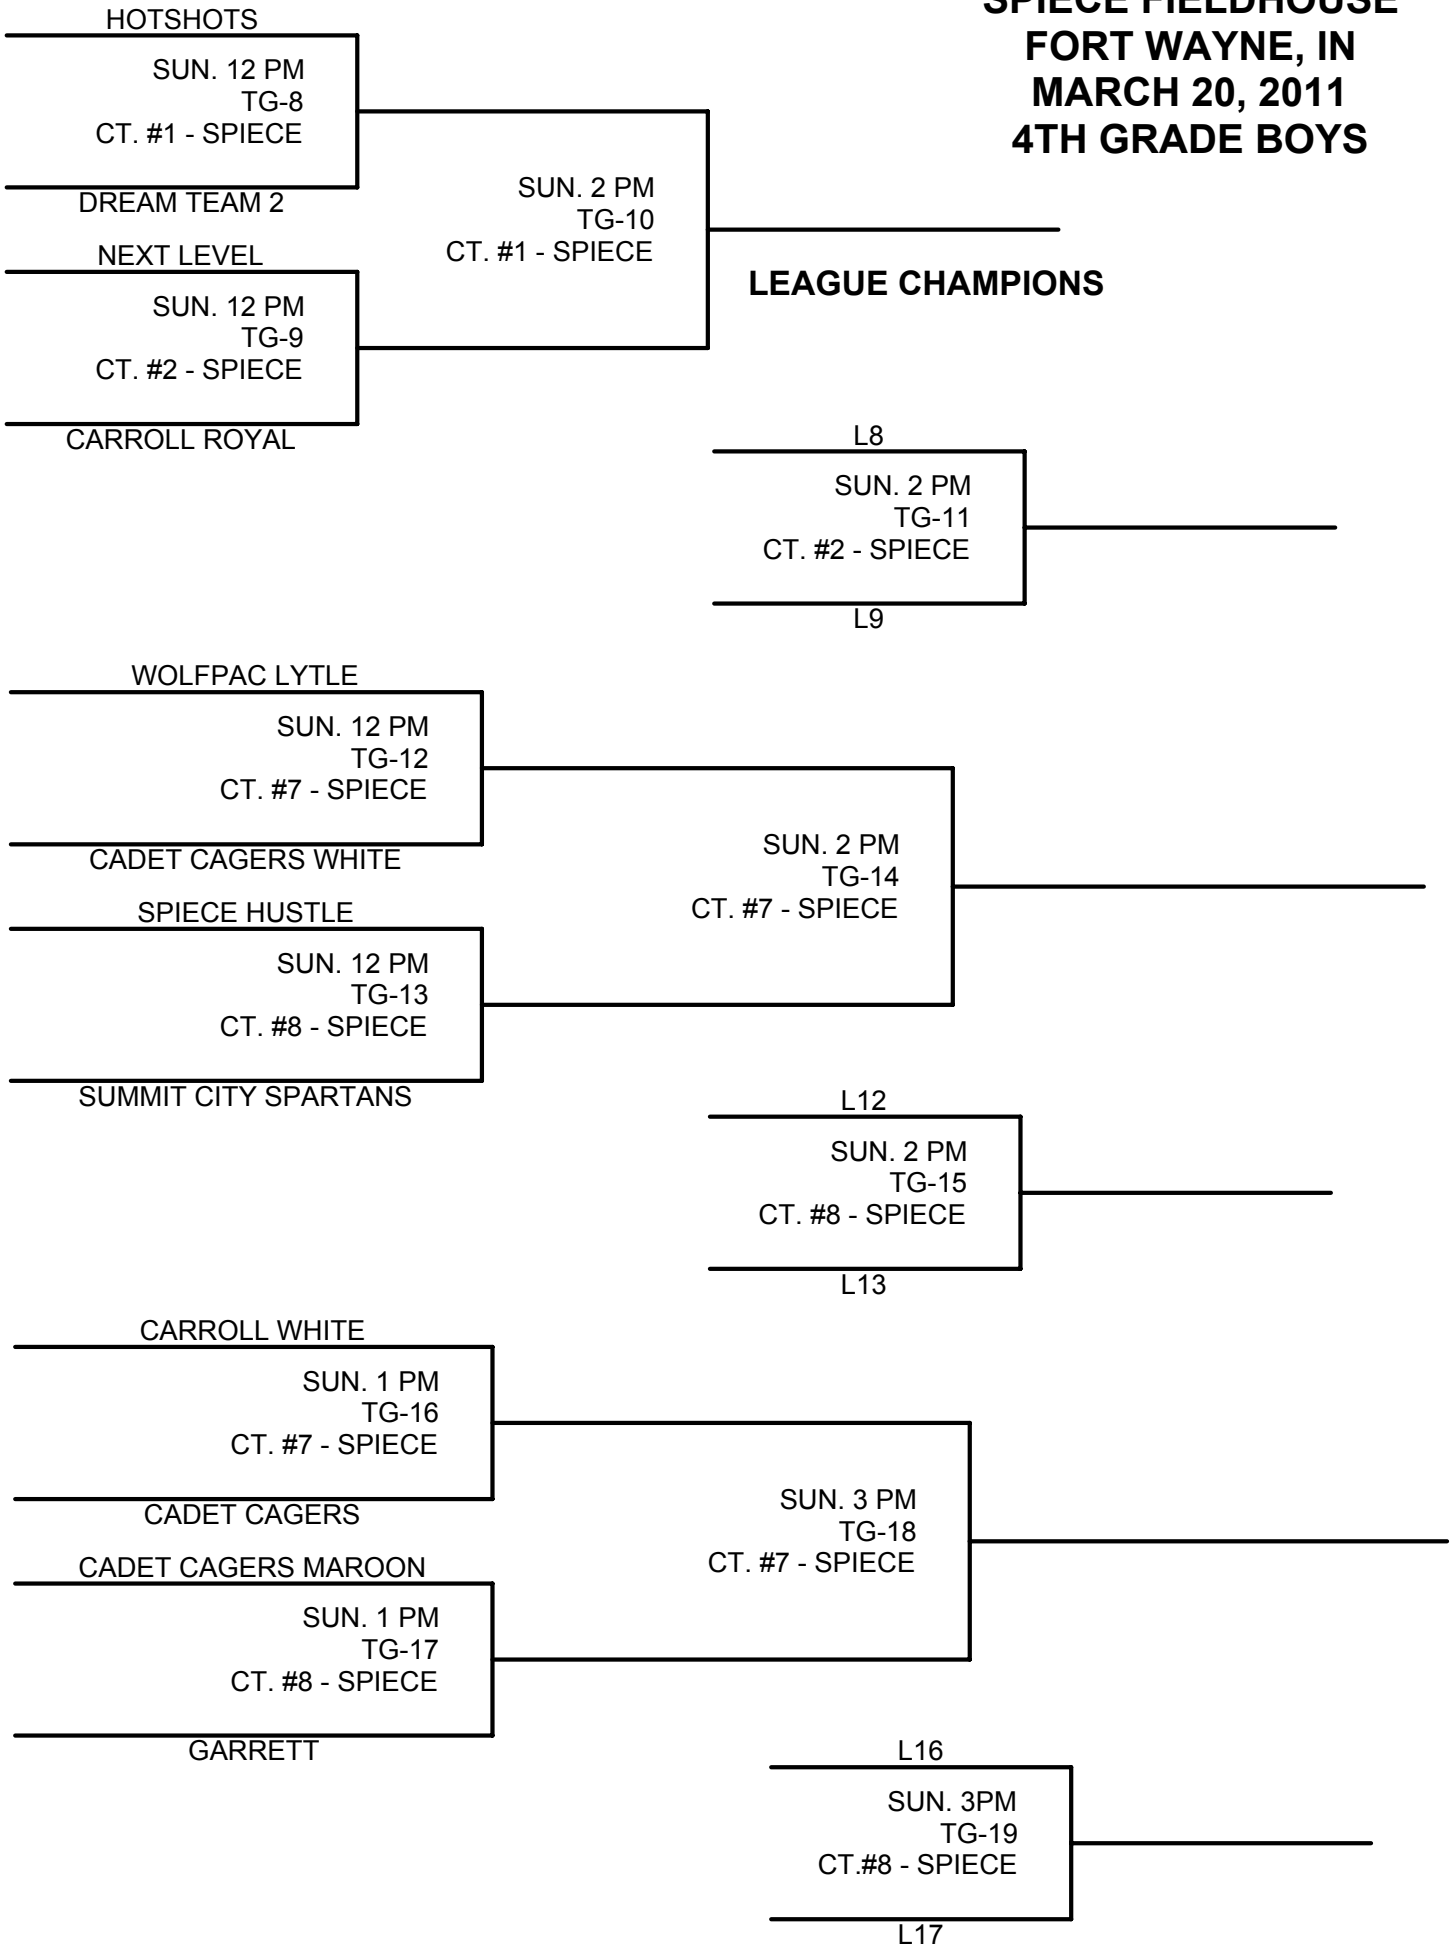 SPIECE FIELDHOUSE
FORT WAYNE, IN
MARCH 20, 2011
4TH GRADE BOYS
HOTSHOTS
SUN. 12 PM
TG-8
CT. #1 - SPIECE
DREAM TEAM 2
SUN. 2 PM
TG-10
CT. #1 - SPIECE
NEXT LEVEL
SUN. 12 PM
TG-9
CT. #2 - SPIECE
CARROLL ROYAL
LEAGUE CHAMPIONS
L8
SUN. 2 PM
TG-11
CT. #2 - SPIECE
L9
WOLFPAC LYTLE
SUN. 12 PM
TG-12
CT. #7 - SPIECE
CADET CAGERS WHITE
SUN. 2 PM
TG-14
CT. #7 - SPIECE
SPIECE HUSTLE
SUN. 12 PM
TG-13
CT. #8 - SPIECE
SUMMIT CITY SPARTANS
L12
SUN. 2 PM
TG-15
CT. #8 - SPIECE
L13
CARROLL WHITE
SUN. 1 PM
TG-16
CT. #7 - SPIECE
CADET CAGERS
SUN. 3 PM
TG-18
CT. #7 - SPIECE
CADET CAGERS MAROON
SUN. 1 PM
TG-17
CT. #8 - SPIECE
GARRETT
L16
SUN. 3PM
TG-19
CT.#8 - SPIECE
L17